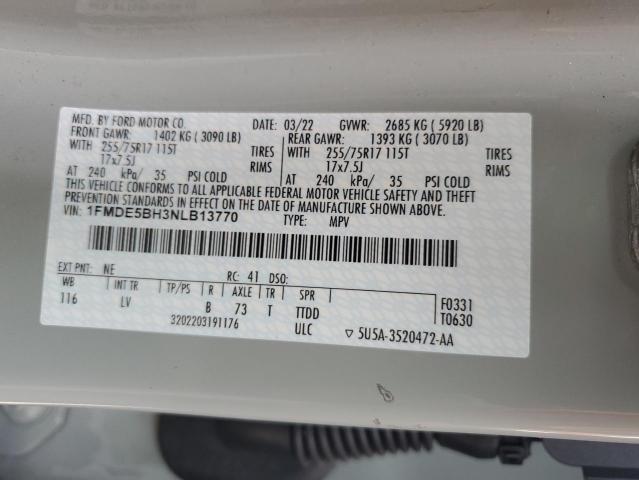 MFD. BY FORD MOTOR CO. DATE: 03/22 GVWR: 2685 KG ( 5920 LB)
FRONT GAWR: 1402 KG ( 3090 LB) REAR GAWR: 1393 KG ( 3070 LB)
WITH 255/75R17 115T TIRES WITH 255/75R17 115T TIRES
17x7.5J RIMS 17x7.5J RIMS
AT 240 kPa/ 35 PSI COLD AT 240 kPa/ 35 PSI COLD
THIS VEHICLE CONFORMS TO ALL APPLICABLE FEDERAL MOTOR VEHICLE SAFETY AND THEFT
PREVENTION STANDARDS IN EFFECT ON THE DATE OF MANUFACTURE SHOWN ABOVE.
VIN: 1FMDE5BH3NLB13770 TYPE: MPV
EXT PNT: NE RC: 41 DSO:
WB INT TR TP/PS R AXLE TR SPR F0331
116 LV B 73 T TTDD T0630
3202203191176 ULC ▽ 5U5A-3520472-AA